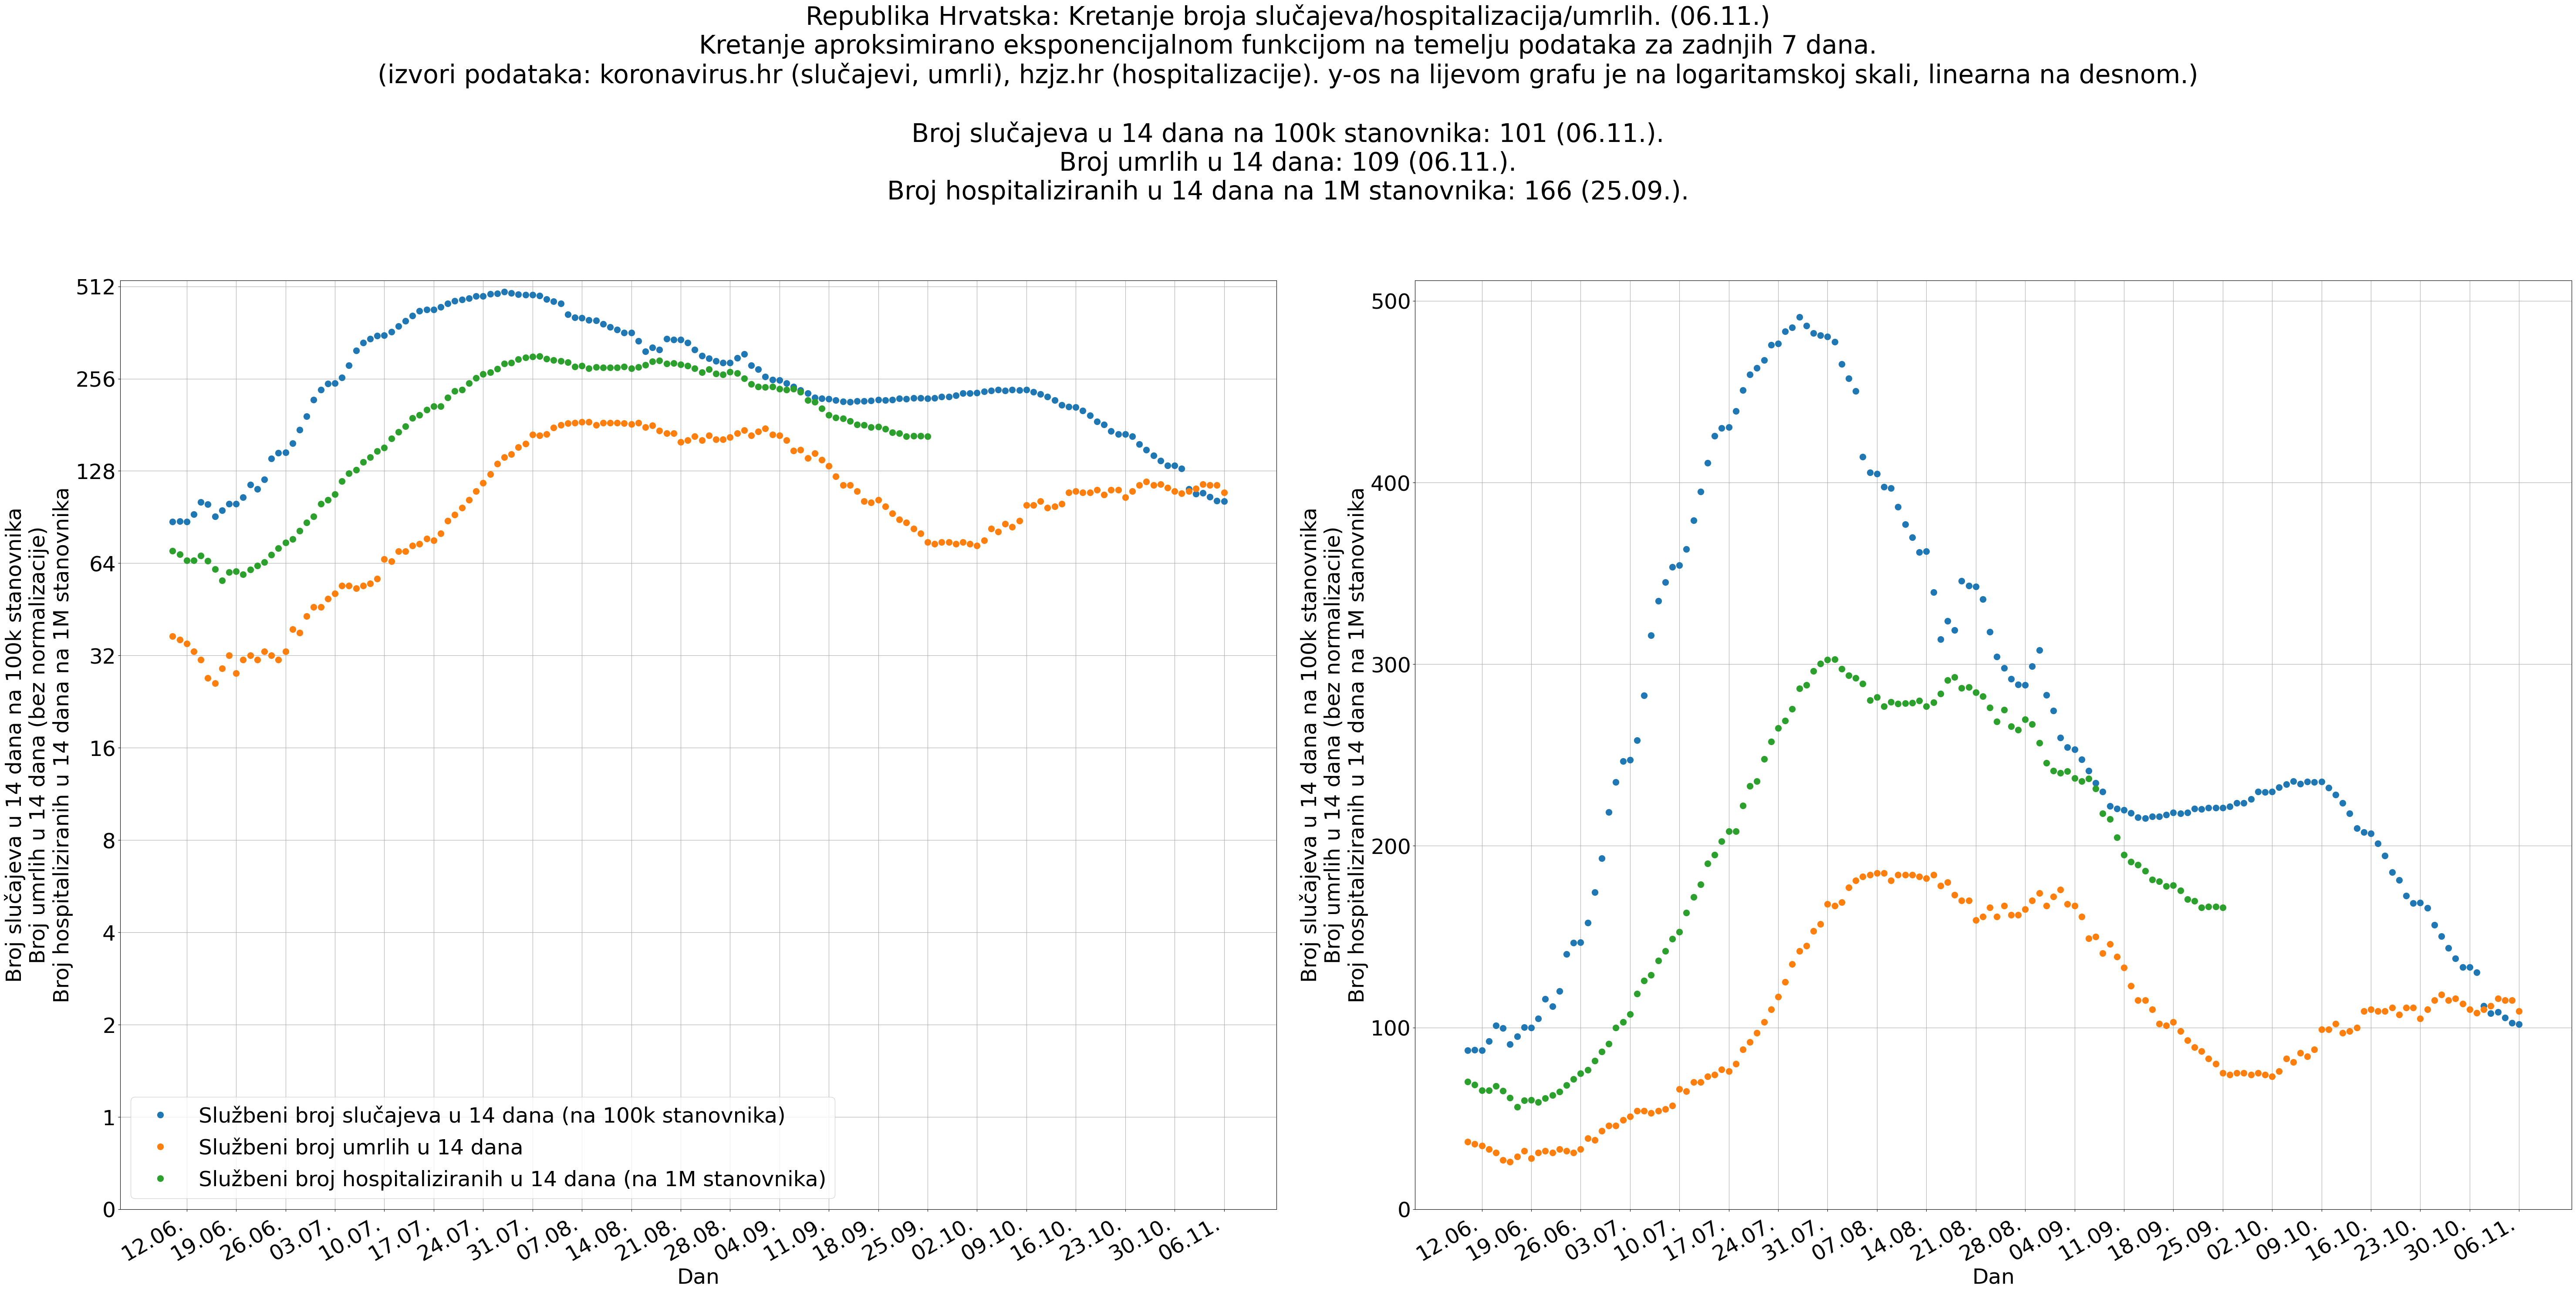 Republika Hrvatska: Kretanje broja slučajeva/hospitalizacija/umrlih. (06.11.)
Kretanje aproksimirano eksponencijalnom funkcijom na temelju podataka za zadnjih 7 dana.
(izvori podataka: koronavirus.hr (slučajevi, umrli), hzjz.hr (hospitalizacije). y-os na lijevom grafu je na logaritamskoj skali, linearna na desnom.)
Broj slučajeva u 14 dana na 100k stanovnika: 101 (06.11.).
Broj umrlih u 14 dana: 109 (06.11.).
Broj hospitaliziranih u 14 dana na 1M stanovnika: 166 (25.09.).
Broj slučajeva u 14 dana na 100k stanovnika
Broj umrlih u 14 dana (bez normalizacije)
Broj hospitaliziranih u 14 dana na 1M stanovnika
512
256
128
64
32
16
8
4
2
1
0
Službeni broj slučajeva u 14 dana (na 100k stanovnika)
Službeni broj umrlih u 14 dana
Službeni broj hospitaliziranih u 14 dana (na 1M stanovnika)
12.06. 19.06. 26.06. 03.07. 10.07. 17.07. 24.07. 31.07. 07.08. 14.08. 21.08. 28.08. 04.09. 11.09. 18.09. 25.09. 02.10. 09.10. 16.10. 23.10. 30.10. 06.11.
Dan
Broj slučajeva u 14 dana na 100k stanovnika
Broj umrlih u 14 dana (bez normalizacije)
Broj hospitaliziranih u 14 dana na 1M stanovnika
500
400
300
200
100
0
12.06. 19.06. 26.06. 03.07. 10.07. 17.07. 24.07. 31.07. 07.08. 14.08. 21.08. 28.08. 04.09. 11.09. 18.09. 25.09. 02.10. 09.10. 16.10. 23.10. 30.10. 06.11.
Dan